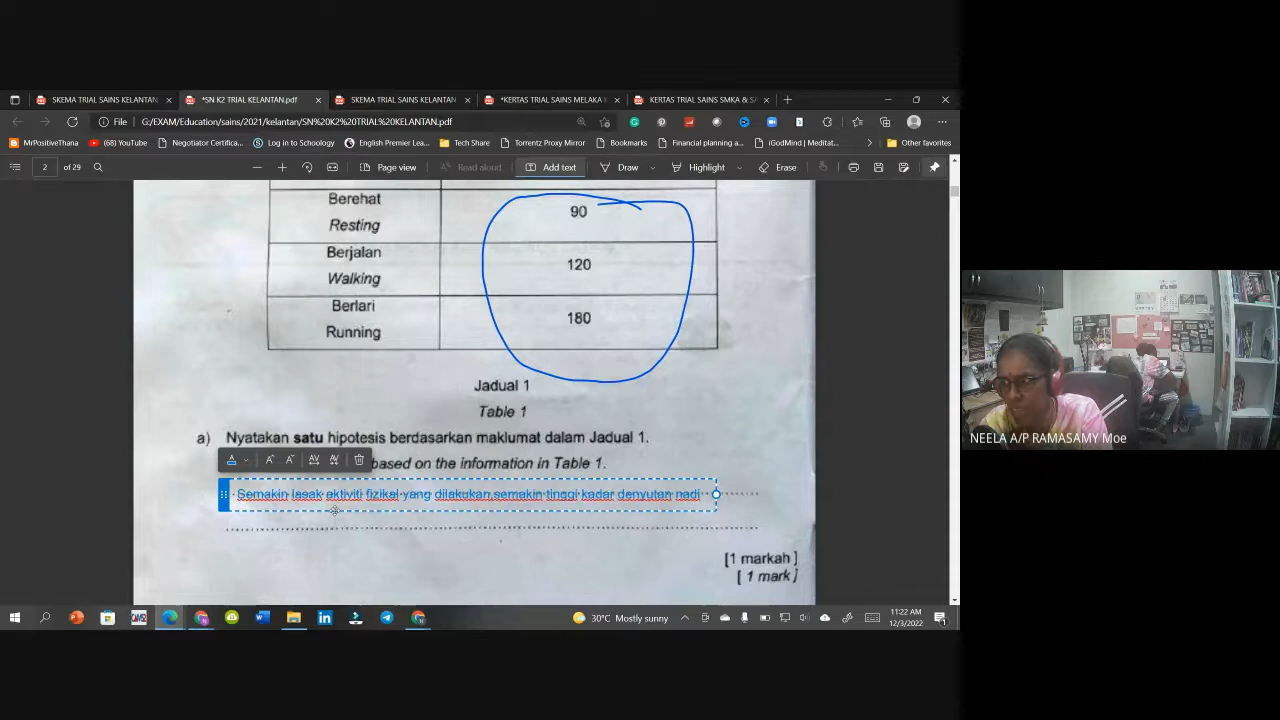 SKEMA TRIAL SAINS KELANTAN
*SN K2 TRIAL KELANTAN.pdf
SKEMA TRIAL SAINS KELANTAN
*KERTAS TRIAL SAINS MELAKA
KERTAS TRIAL SAINS SMKA & S
File
G:/EXAM/Education/sains/2021/kelantan/SN%20K2%20TRIAL%20KELANTAN.pdf
MrPositiveThana
(68) YouTube
Negotiator Certifica...
Log in to Schoology
English Premier Lea...
Tech Share
Torrentz Proxy Mirror
Bookmarks
Financial planning a...
iGodMind | Meditat...
Other favorites
2 of 29
Page view
Read aloud
Add text
Draw
Highlight
Erase
Berehat
Resting
90
Berjalan
Walking
120
Berlari
Running
180
Jadual 1
Table 1
a) Nyatakan satu hipotesis berdasarkan maklumat dalam Jadual 1.
based on the information in Table 1.
Semakin lasak aktiviti fizikal yang dilakukan,semakin tinggi kadar denyutan nadi
[1 markah ]
[ 1 mark ]
NEELA A/P RAMASAMY Moe
30°C Mostly sunny
11:22 AM
12/3/2022